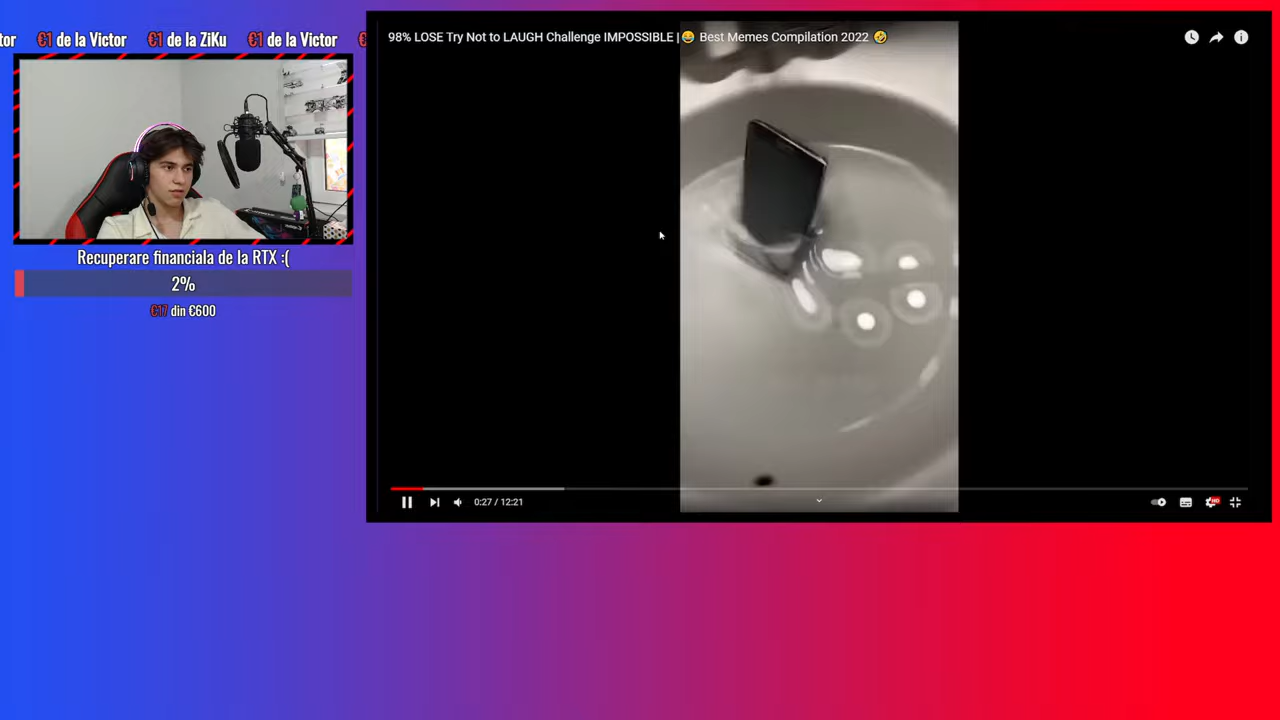 tor €1 de la Victor €1 de la ZiKu €1 de la Victor €
98% LOSE Try Not to LAUGH Challenge IMPOSSIBLE |😂 Best Memes Compilation 2022 🤣
Recuperare financiala de la RTX :(
2%
€17 din €600
0:27 / 12:21
HD